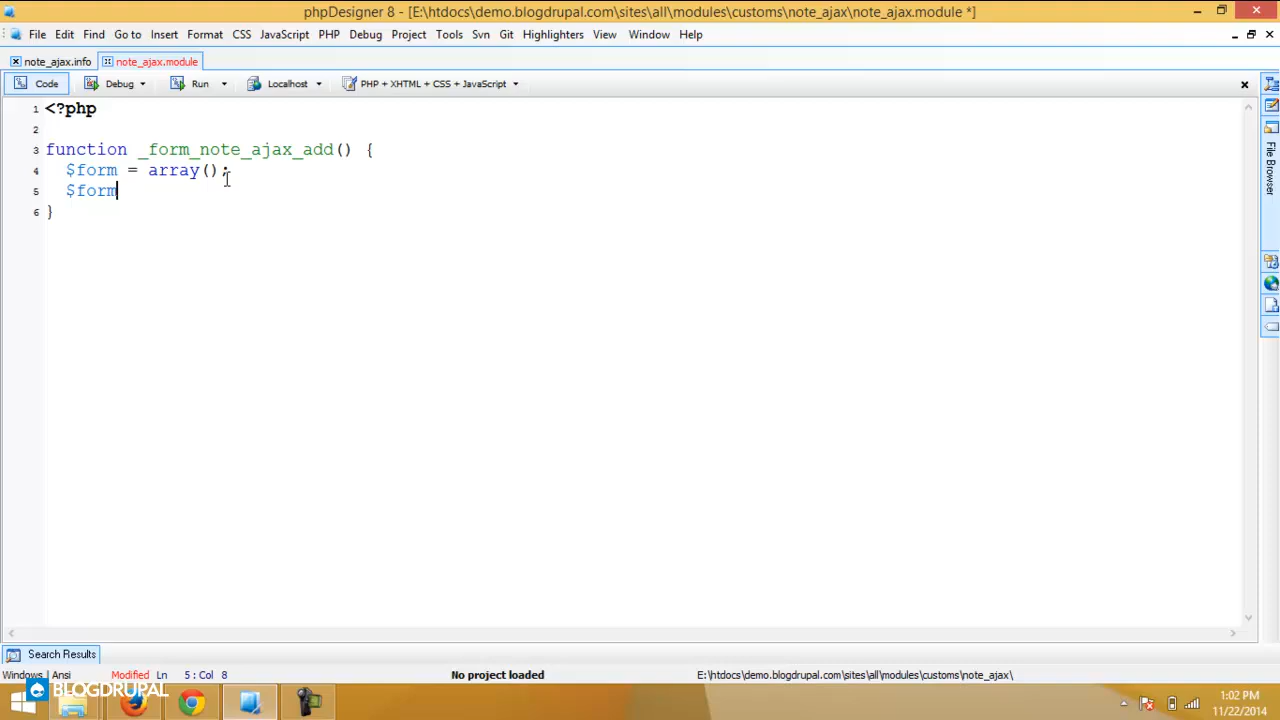 phpDesigner 8 - [E:\htdocs\demo.blogdrupal.com\sites\all\modules\customs\note_ajax\note_ajax.module *]
File Edit Find Go to Insert Format CSS JavaScript PHP Debug Project Tools Svn Git Highlighters View Window Help
note_ajax.info note_ajax.module
Code Debug Run Localhost PHP + XHTML + CSS + JavaScript
1 <?php
2
3 function _form_note_ajax_add() {
4 $form = array();
5 $form
6 }
File Browser
Search Results
Windows | Ansi Modified Ln 5 : Col 8 No project loaded E:\htdocs\demo.blogdrupal.com\sites\all\modules\customs\note_ajax\
BLOGDRUPAL
1:02 PM
11/22/2014